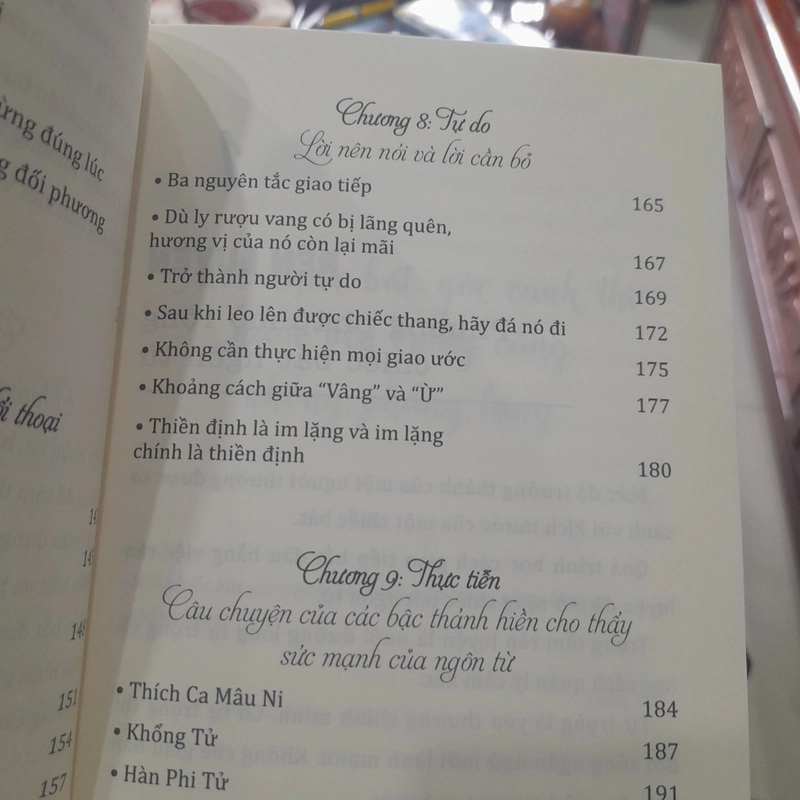 ừng đúng lúc
g đối phương
ối thoại
151
154
157
Chương 8: Tự do
Lời nên nói và lời cần bỏ
• Ba nguyên tắc giao tiếp 165
• Dù ly rượu vang có bị lãng quên,
hương vị của nó còn lại mãi 167
• Trở thành người tự do 169
• Sau khi leo lên được chiếc thang, hãy đá nó đi 172
• Không cần thực hiện mọi giao ước 175
• Khoảng cách giữa “Vâng” và “Ừ” 177
• Thiền định là im lặng và im lặng
chính là thiền định 180
Chương 9: Thực tiễn
Câu chuyện của các bậc thánh hiền cho thấy
sức mạnh của ngôn từ
• Thích Ca Mâu Ni 184
• Khổng Tử 187
• Hàn Phi Tử 191